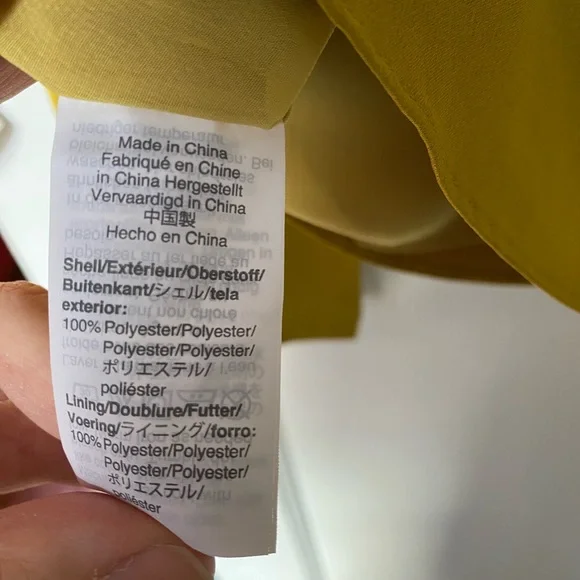 Made in China
Fabriqué en Chine
in China Hergestellt
Vervaardigd in China
中国製
Hecho en China
Shell/Extérieur/Oberstoff/
Buitenkant/シェル/tela
exterior:
100% Polyester/Polyester/
Polyester/Polyester/
ポリエステル/
poliéster
Lining/Doublure/Futter/
Voering/ライニング/forro:
100% Polyester/Polyester/
Polyester/Polyester/
ポリエステル/
poliéster